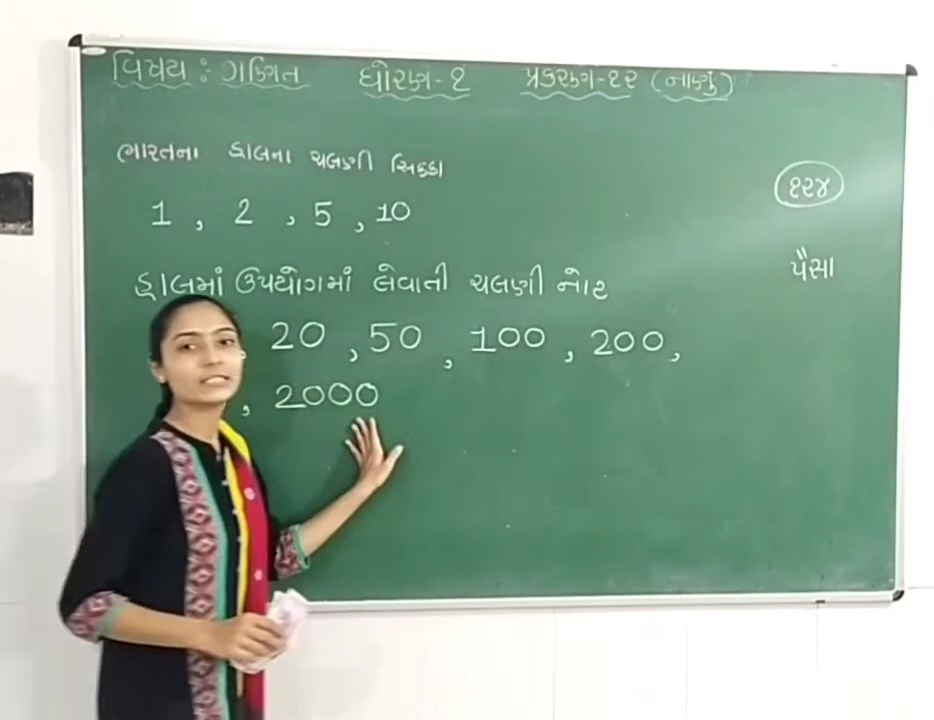 વિષય : ગણિત ધોરણ-૧ પ્રકરણ-૧૨ (નાણું)
ભારતના હાલના ચલણી સિક્કા
૧૨૪
1 , 2 , 5 , 10
પૈસા
હાલમાં ઉપયોગમાં લેવાતી ચલણી નોટ
20 , 50 , 100 , 200 ,
, 2000